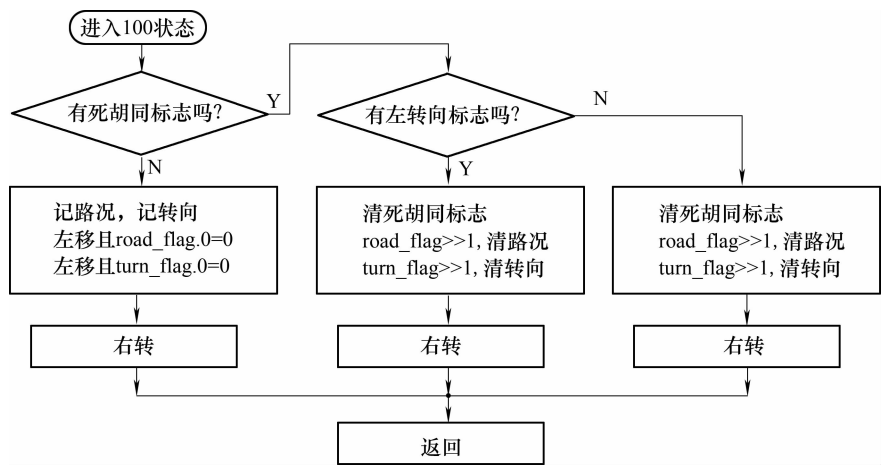 进入100状态
有死胡同标志吗?
Y
有左转向标志吗?
N
N
Y
记路况，记转向
左移且road_flag.0=0
左移且turn_flag.0=0
清死胡同标志
road_flag>>1, 清路况
turn_flag>>1, 清转向
清死胡同标志
road_flag>>1, 清路况
turn_flag>>1, 清转向
右转
右转
右转
返回